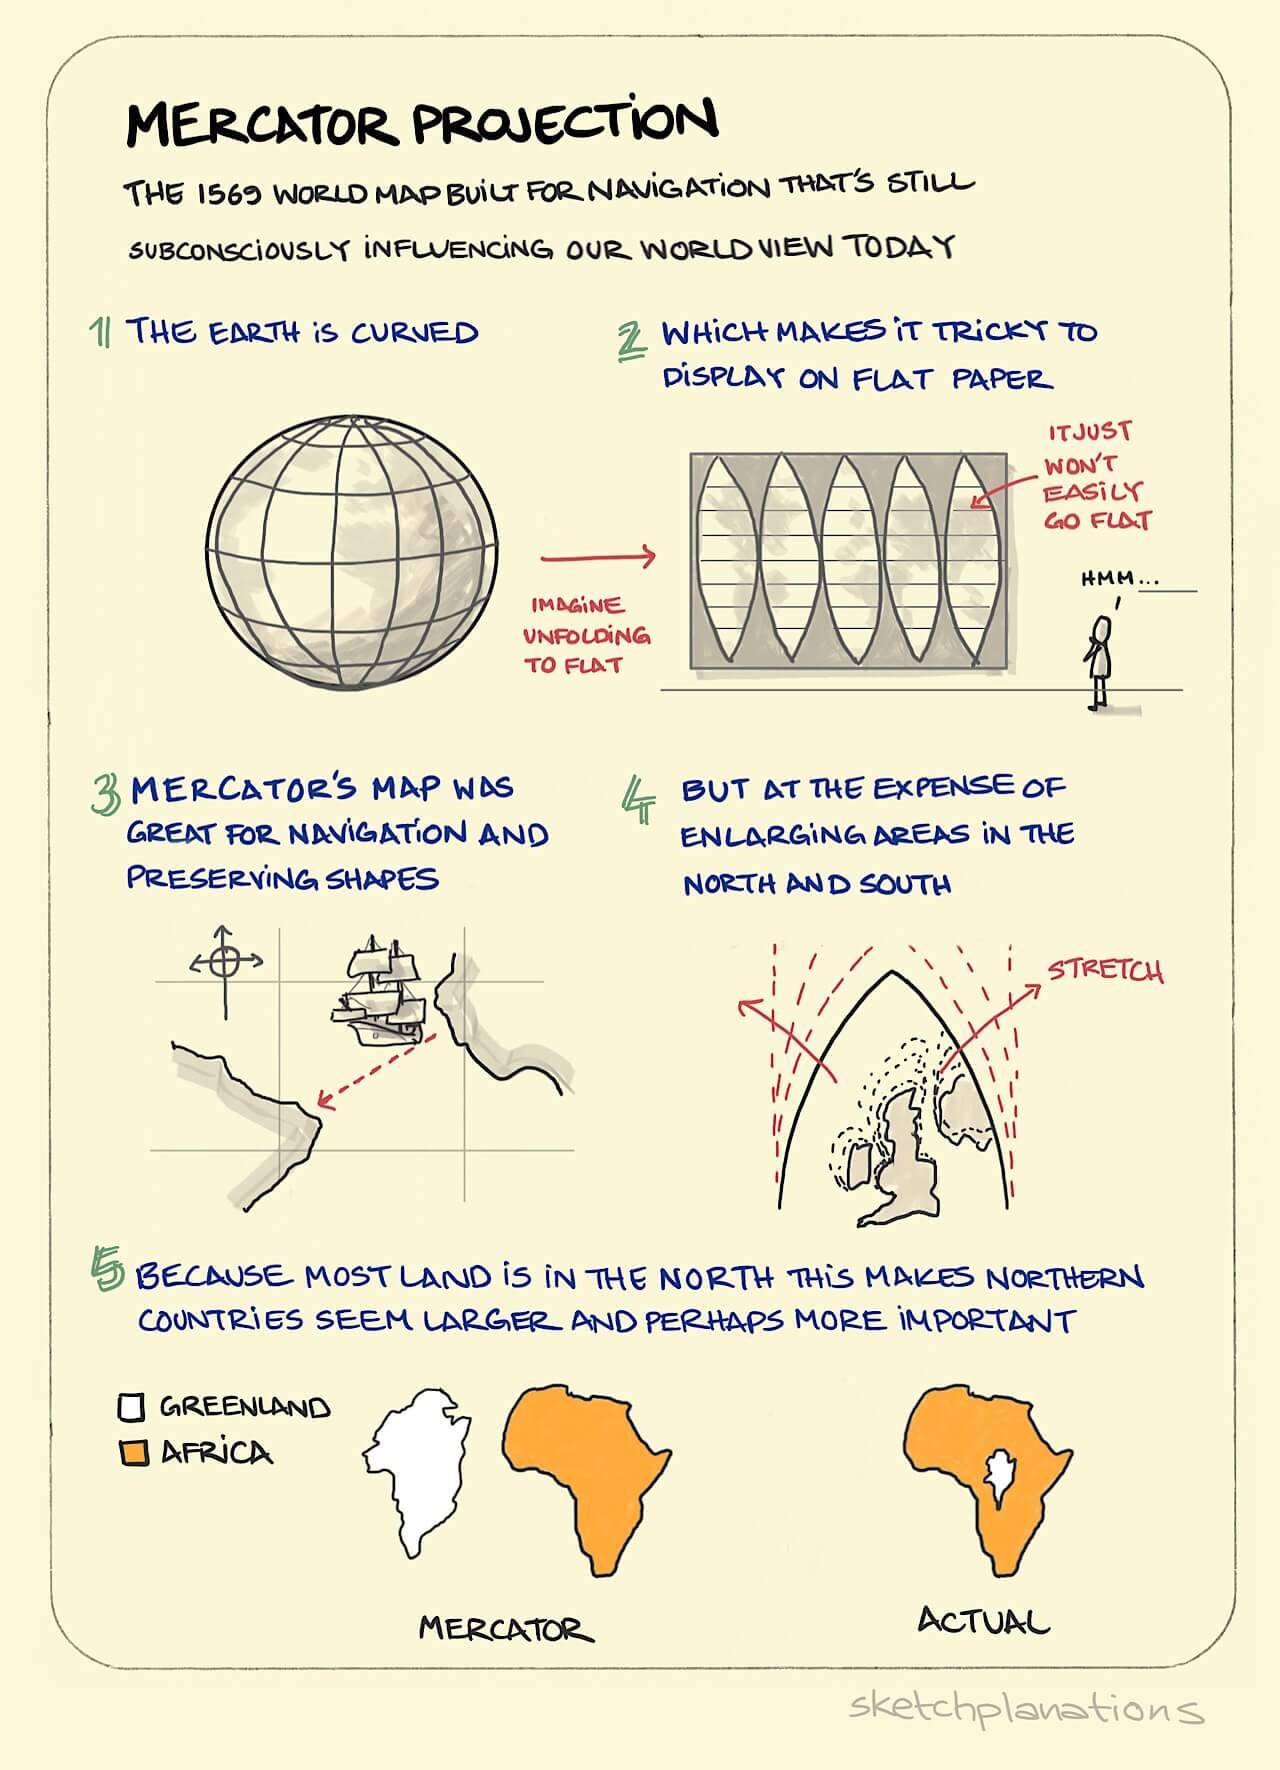 MERCATOR PROJECTION
THE 1569 WORLD MAP BUILT FOR NAVIGATION THAT'S STILL
SUBCONSCIOUSLY INFLUENCING OUR WORLD VIEW TODAY
1 THE EARTH IS CURVED
2 WHICH MAKES IT TRICKY TO
DISPLAY ON FLAT PAPER
IMAGINE
UNFOLDING
TO FLAT
IT JUST
WON'T
EASILY
GO FLAT
HMM...
3 MERCATOR'S MAP WAS
GREAT FOR NAVIGATION AND
PRESERVING SHAPES
4 BUT AT THE EXPENSE OF
ENLARGING AREAS IN THE
NORTH AND SOUTH
STRETCH
5 BECAUSE MOST LAND IS IN THE NORTH THIS MAKES NORTHERN
COUNTRIES SEEM LARGER AND PERHAPS MORE IMPORTANT
GREENLAND
AFRICA
MERCATOR
ACTUAL
sketchplanations